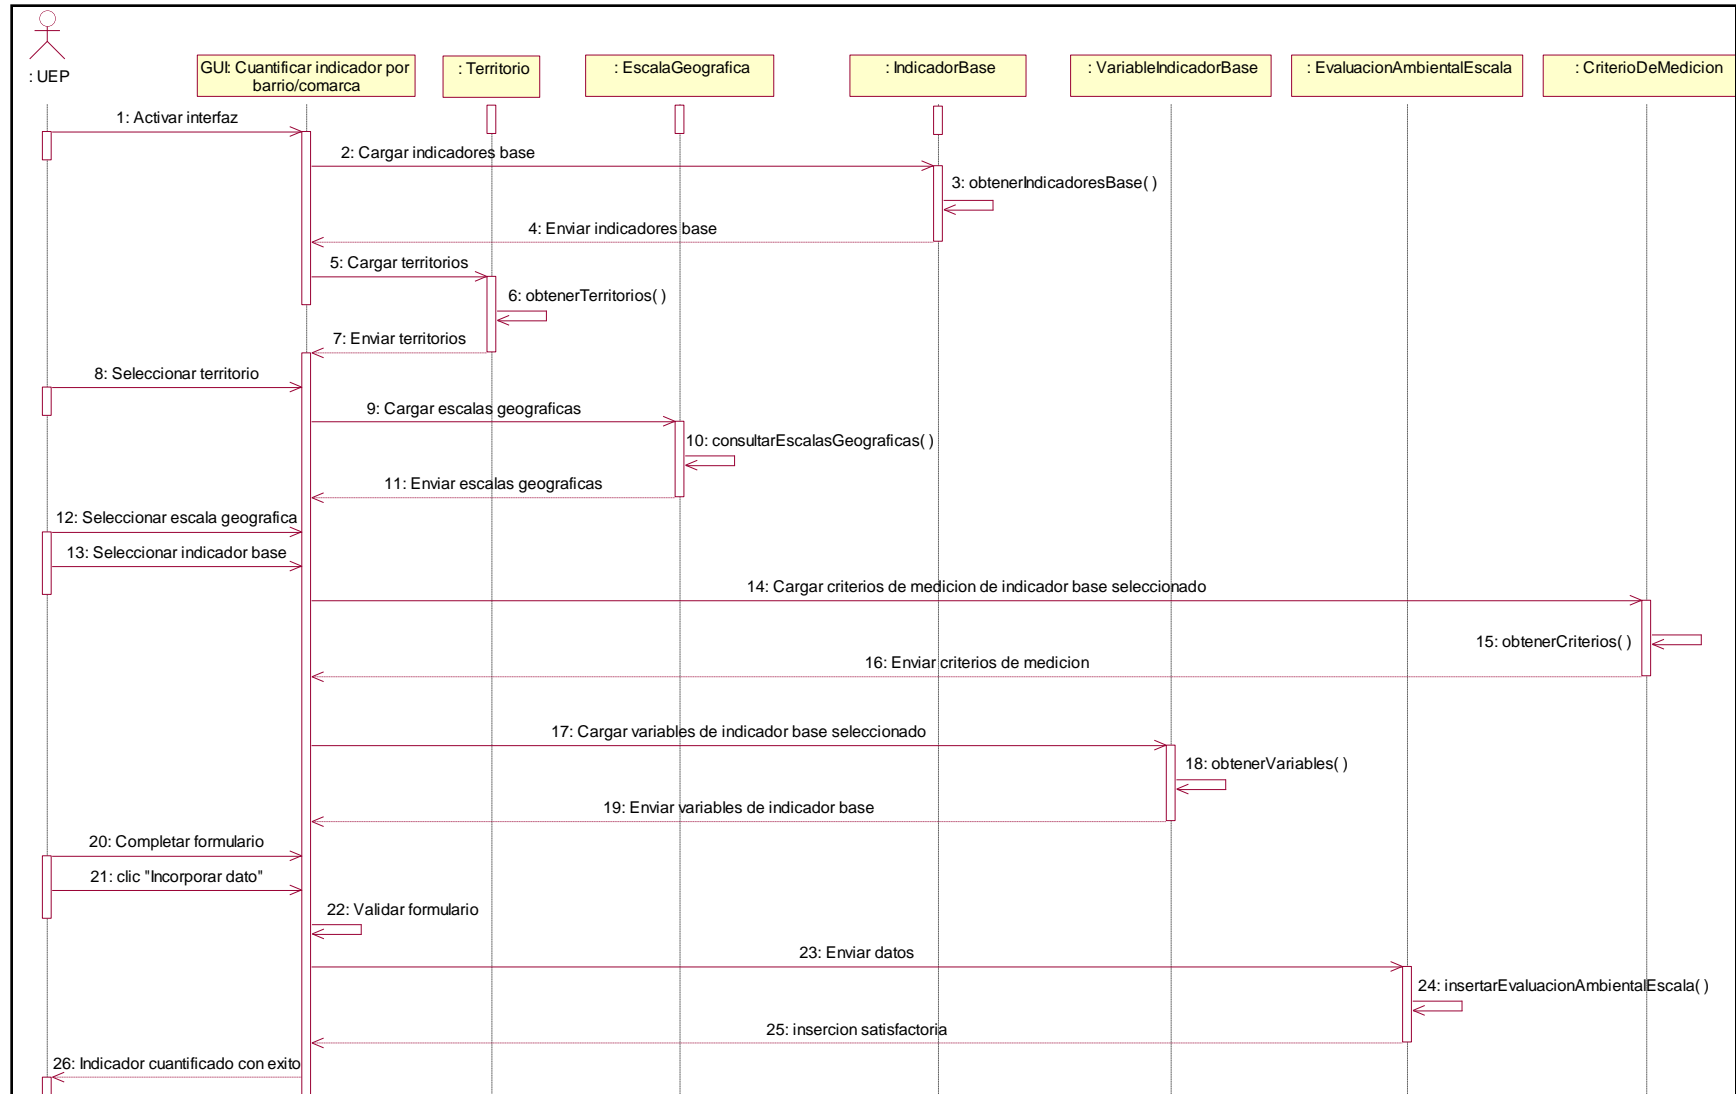 : UEP
GUI: Cuantificar indicador por
barrio/comarca
: Territorio
: EscalaGeografica
: IndicadorBase
: VariableIndicadorBase
: EvaluacionAmbientalEscala
: CriterioDeMedicion
1: Activar interfaz
2: Cargar indicadores base
3: obtenerIndicadoresBase( )
4: Enviar indicadores base
5: Cargar territorios
6: obtenerTerritorios( )
7: Enviar territorios
8: Seleccionar territorio
9: Cargar escalas geograficas
10: consultarEscalasGeograficas( )
11: Enviar escalas geograficas
12: Seleccionar escala geografica
13: Seleccionar indicador base
14: Cargar criterios de medicion de indicador base seleccionado
15: obtenerCriterios( )
16: Enviar criterios de medicion
17: Cargar variables de indicador base seleccionado
18: obtenerVariables( )
19: Enviar variables de indicador base
20: Completar formulario
21: clic "Incorporar dato"
22: Validar formulario
23: Enviar datos
24: insertarEvaluacionAmbientalEscala( )
25: insercion satisfactoria
26: Indicador cuantificado con exito